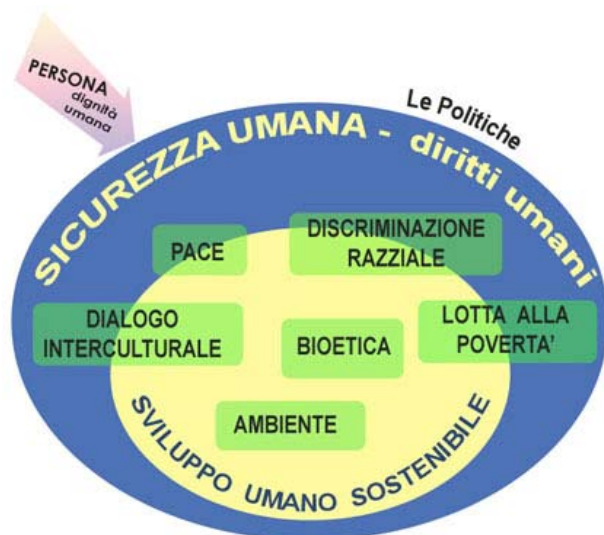 PERSONA
dignità
umana
Le Politiche
SICUREZZA UMANA - diritti umani
PACE
DISCRIMINAZIONE
RAZZIALE
DIALOGO
INTERCULTURALE
BIOETICA
LOTTA ALLA
POVERTA'
AMBIENTE
SVILUPPO UMANO SOSTENIBILE